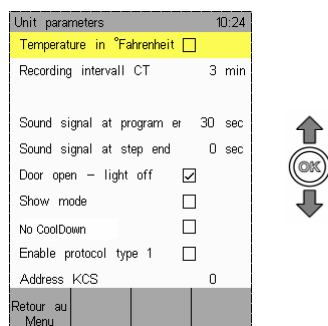 Unit parameters 10:24
Temperature in °Fahrenheit
Recording intervall CT 3 min
Sound signal at program er 30 sec
Sound signal at step end 0 sec
Door open - light off
Show mode
No CoolDown
Enable protocol type 1
Address KCS 0
Retour au
Menu
OK